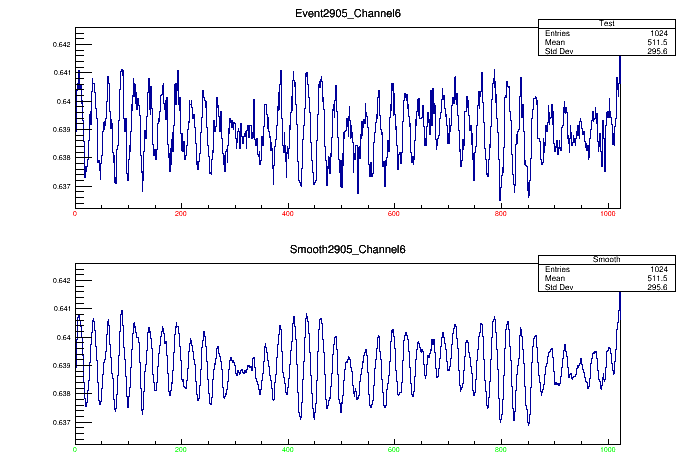 Event2905_Channel6
Test
Entries 1024
Mean 511.5
Std Dev 295.6
0.642
0.641
0.64
0.639
0.638
0.637
0 200 400 600 800 1000
Smooth2905_Channel6
Smooth
Entries 1024
Mean 511.5
Std Dev 295.6
0.642
0.641
0.64
0.639
0.638
0.637
0 200 400 600 800 1000